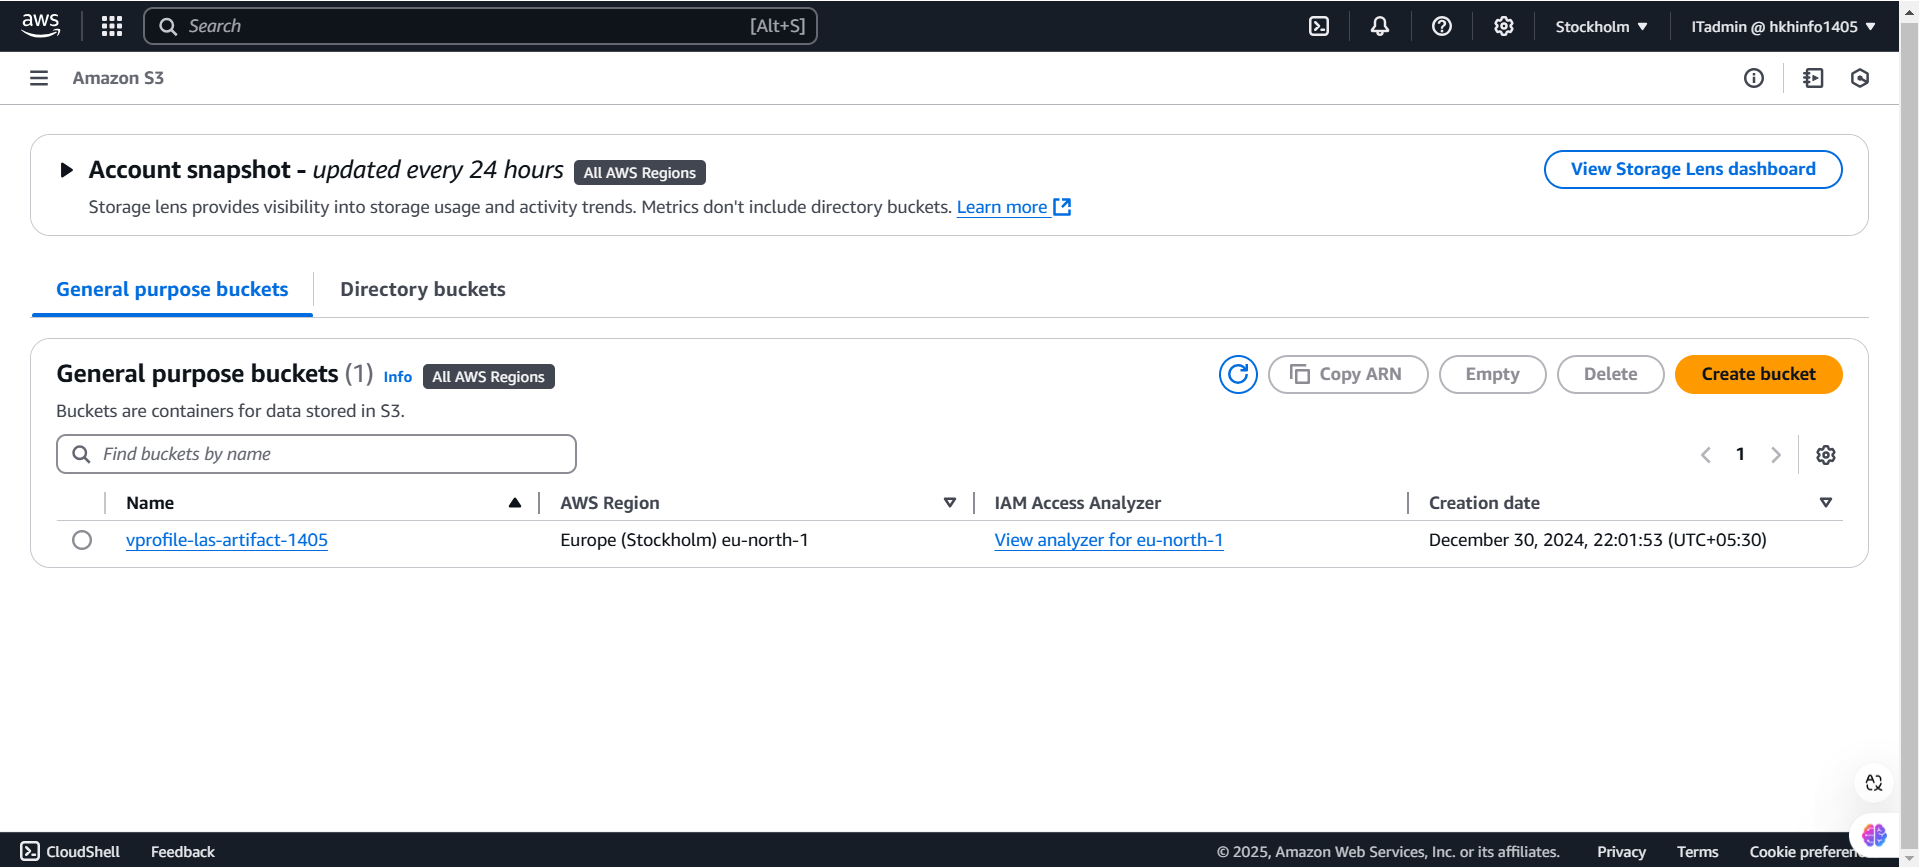 aws Search [Alt+S] Stockholm ITadmin @ hkhinfo1405
Amazon S3
Account snapshot - updated every 24 hours All AWS Regions View Storage Lens dashboard
Storage lens provides visibility into storage usage and activity trends. Metrics don't include directory buckets. Learn more
General purpose buckets Directory buckets
General purpose buckets (1) Info All AWS Regions Copy ARN Empty Delete Create bucket
Buckets are containers for data stored in S3.
Find buckets by name 1
Name AWS Region IAM Access Analyzer Creation date
vprofile-las-artifact-1405 Europe (Stockholm) eu-north-1 View analyzer for eu-north-1 December 30, 2024, 22:01:53 (UTC+05:30)
CloudShell Feedback © 2025, Amazon Web Services, Inc. or its affiliates. Privacy Terms Cookie